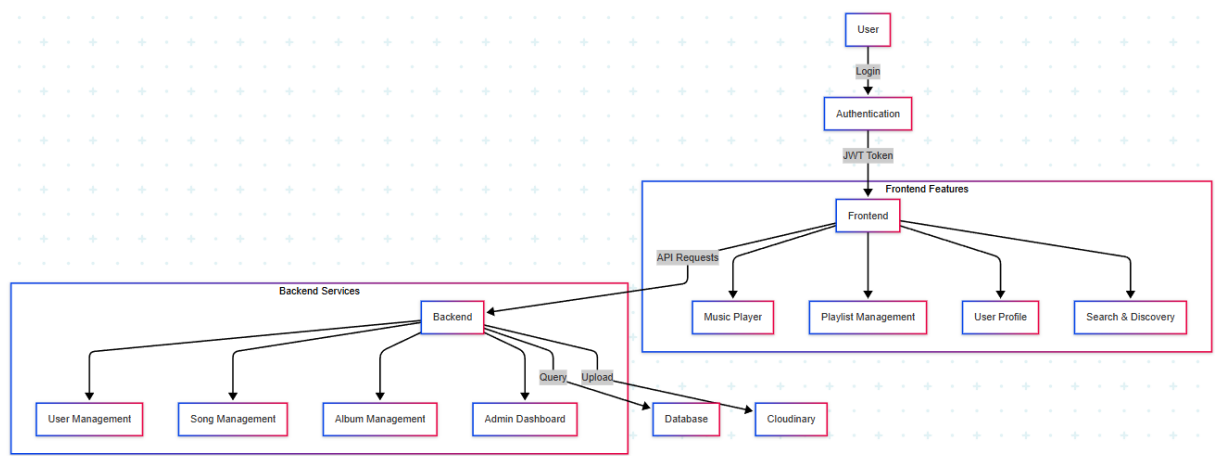 User
Login
Authentication
JWT Token
Frontend Features
Frontend
API Requests
Music Player
Playlist Management
User Profile
Search & Discovery
Backend Services
Backend
Query
Upload
User Management
Song Management
Album Management
Admin Dashboard
Database
Cloudinary